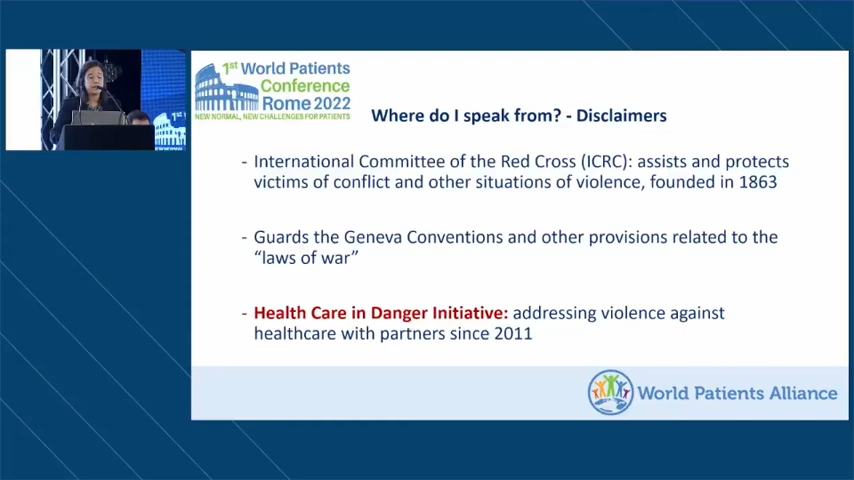 1st World Patients
Conference
Rome 2022
NEW NORMAL, NEW CHALLENGES FOR PATIENTS
Where do I speak from? - Disclaimers
- International Committee of the Red Cross (ICRC): assists and protects
victims of conflict and other situations of violence, founded in 1863
- Guards the Geneva Conventions and other provisions related to the
“laws of war”
- Health Care in Danger Initiative: addressing violence against
healthcare with partners since 2011
World Patients Alliance